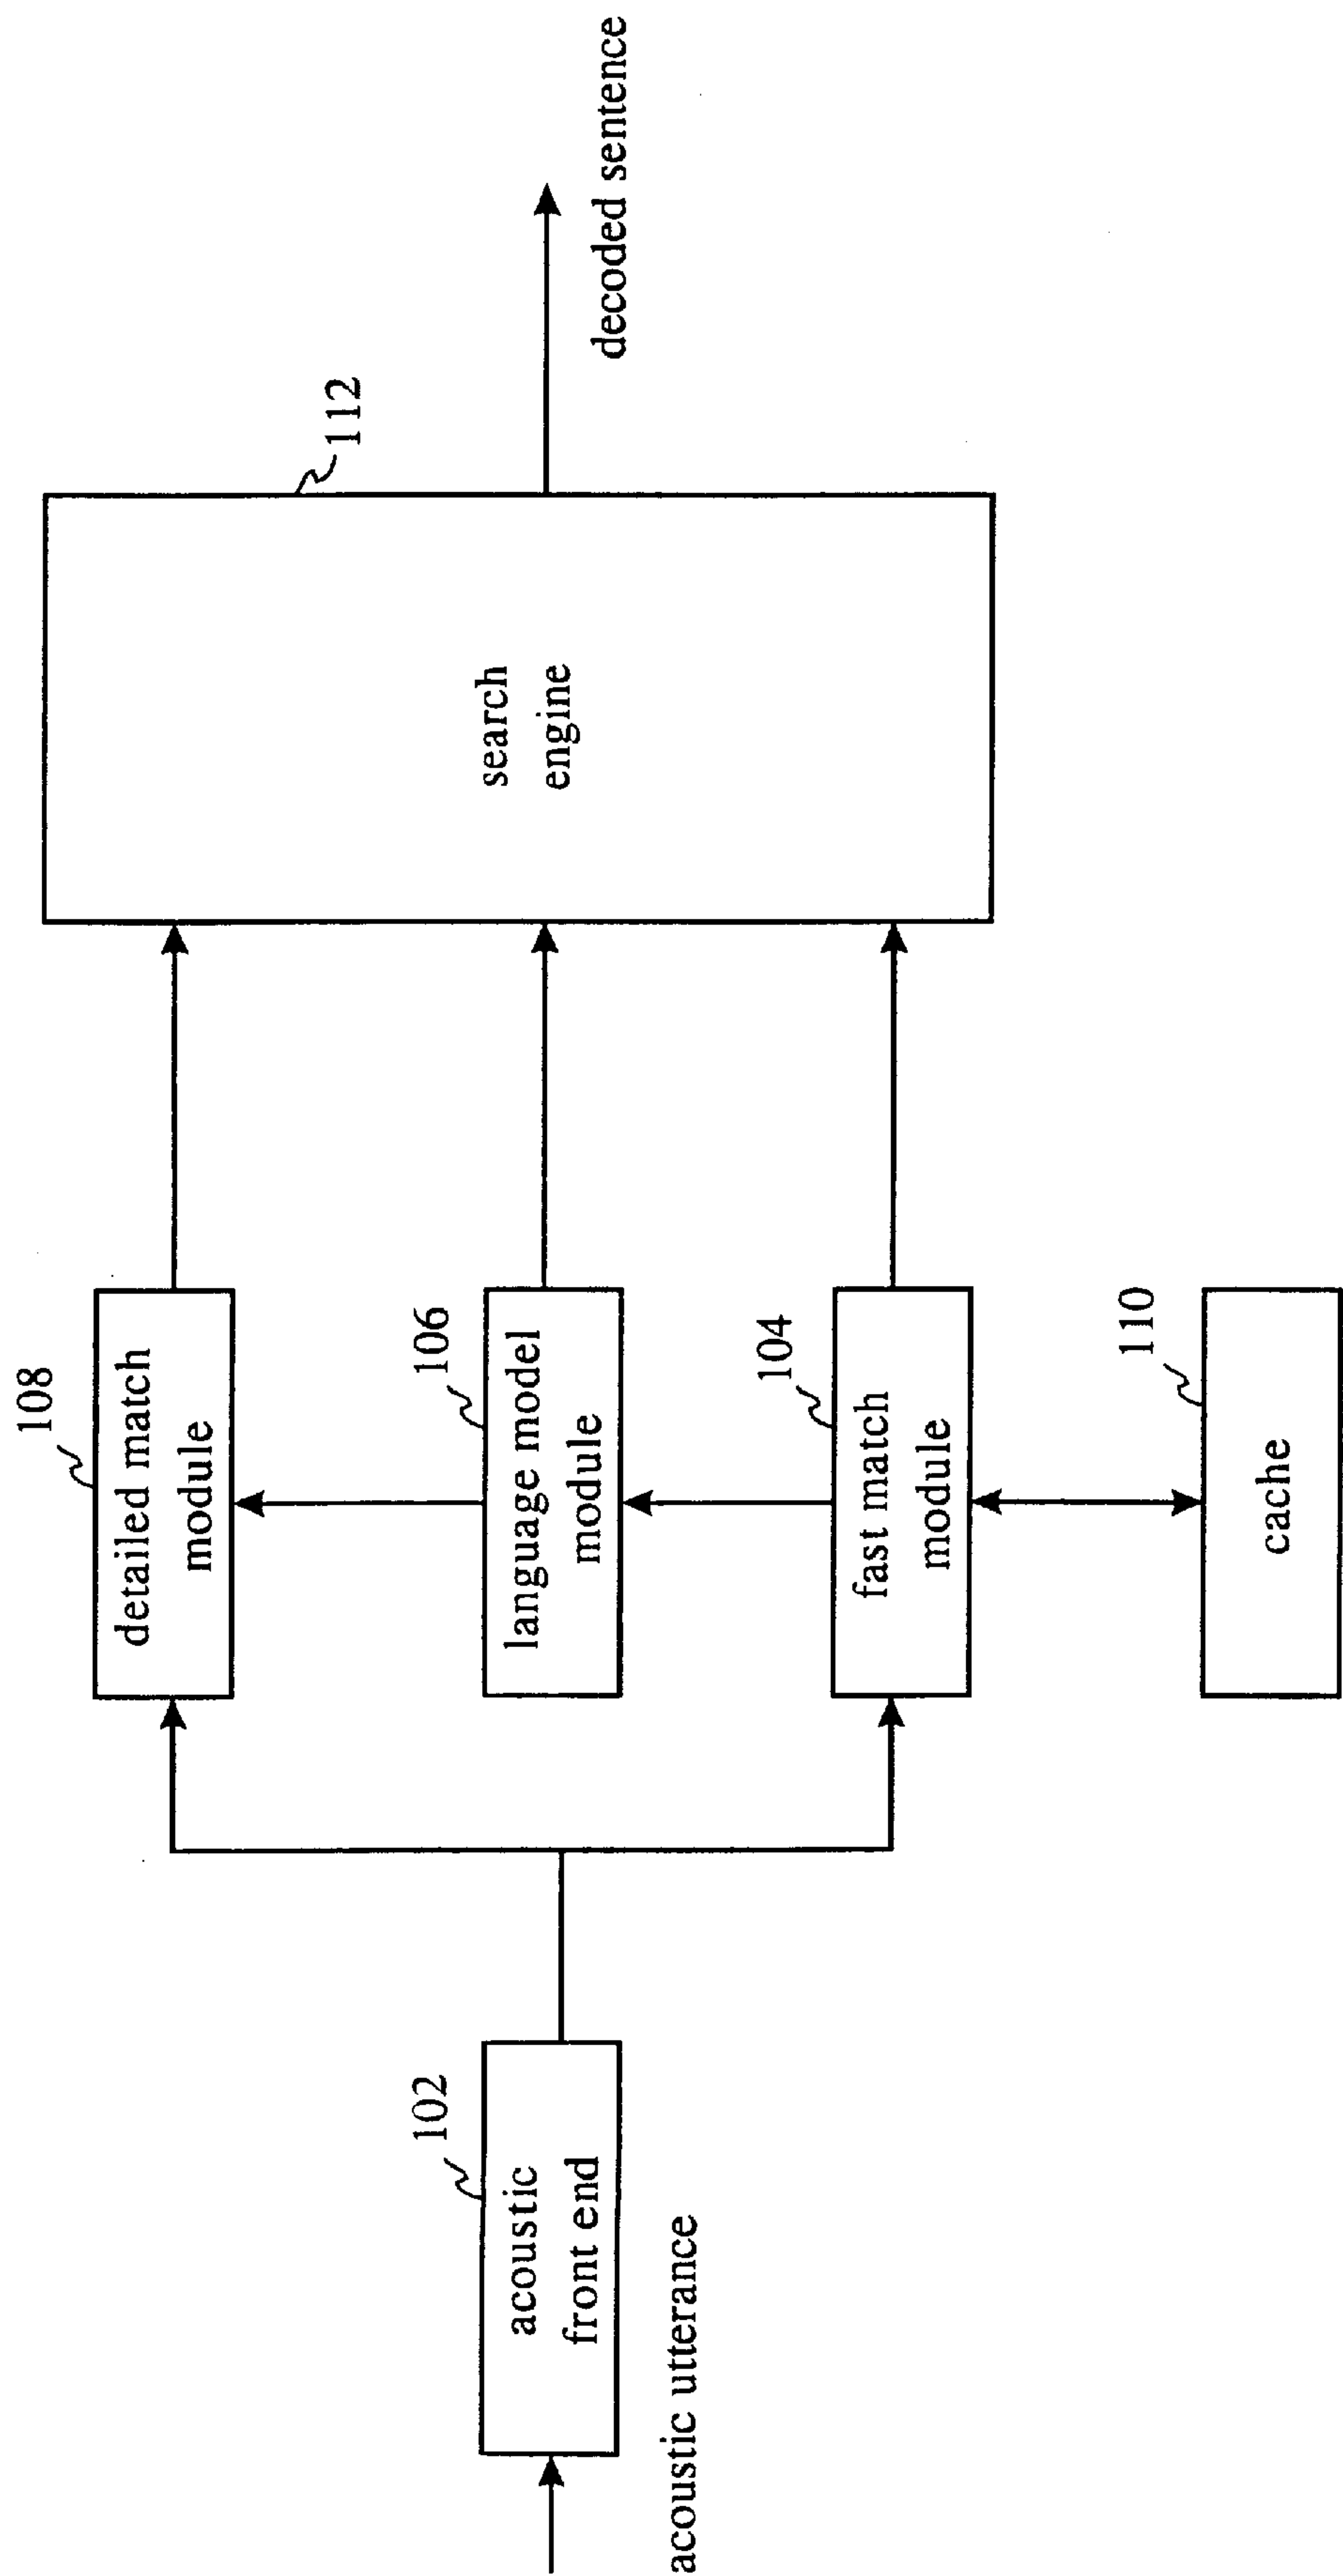 108
detailed match
module
112
106
language model
module
search
engine
102
acoustic
front end
decoded sentence
acoustic utterance
104
fast match
module
110
cache